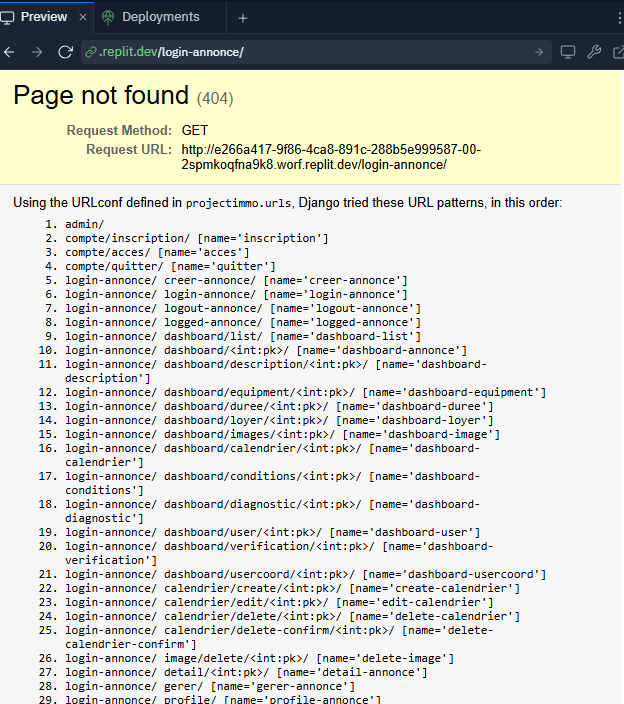 Preview × Deployments +
.replit.dev/login-annonce/
Page not found (404)
Request Method: GET
Request URL: http://e266a417-9f86-4ca8-891c-288b5e999587-00-
2spmkoqfna9k8.worf.replit.dev/login-annonce/
Using the URLconf defined in projectimmo.urls, Django tried these URL patterns, in this order:
1. admin/
2. compte/inscription/ [name='inscription']
3. compte/acces/ [name='acces']
4. compte/quitter/ [name='quitter']
5. login-annonce/ creer-annonce/ [name='creer-annonce']
6. login-annonce/ login-annonce/ [name='login-annonce']
7. login-annonce/ logout-annonce/ [name='logout-annonce']
8. login-annonce/ logged-annonce/ [name='logged-annonce']
9. login-annonce/ dashboard/list/ [name='dashboard-list']
10. login-annonce/ dashboard/<int:pk>/ [name='dashboard-annonce']
11. login-annonce/ dashboard/description/<int:pk>/ [name='dashboard-
description']
12. login-annonce/ dashboard/equipment/<int:pk>/ [name='dashboard-equipment']
13. login-annonce/ dashboard/duree/<int:pk>/ [name='dashboard-duree']
14. login-annonce/ dashboard/loyer/<int:pk>/ [name='dashboard-loyer']
15. login-annonce/ dashboard/images/<int:pk>/ [name='dashboard-image']
16. login-annonce/ dashboard/calendrier/<int:pk>/ [name='dashboard-
calendrier']
17. login-annonce/ dashboard/conditions/<int:pk>/ [name='dashboard-
conditions']
18. login-annonce/ dashboard/diagnostic/<int:pk>/ [name='dashboard-
diagnostic']
19. login-annonce/ dashboard/user/<int:pk>/ [name='dashboard-user']
20. login-annonce/ dashboard/verification/<int:pk>/ [name='dashboard-
verification']
21. login-annonce/ dashboard/usercoord/<int:pk>/ [name='dashboard-usercoord']
22. login-annonce/ calendrier/create/<int:pk>/ [name='create-calendrier']
23. login-annonce/ calendrier/edit/<int:pk>/ [name='edit-calendrier']
24. login-annonce/ calendrier/delete/<int:pk>/ [name='delete-calendrier']
25. login-annonce/ calendrier/delete-confirm/<int:pk>/ [name='delete-
calendrier-confirm']
26. login-annonce/ image/delete/<int:pk>/ [name='delete-image']
27. login-annonce/ detail/<int:pk>/ [name='detail-annonce']
28. login-annonce/ gerer/ [name='gerer-annonce']
29. login-annonce/ profile/ [name='profile-annonce']